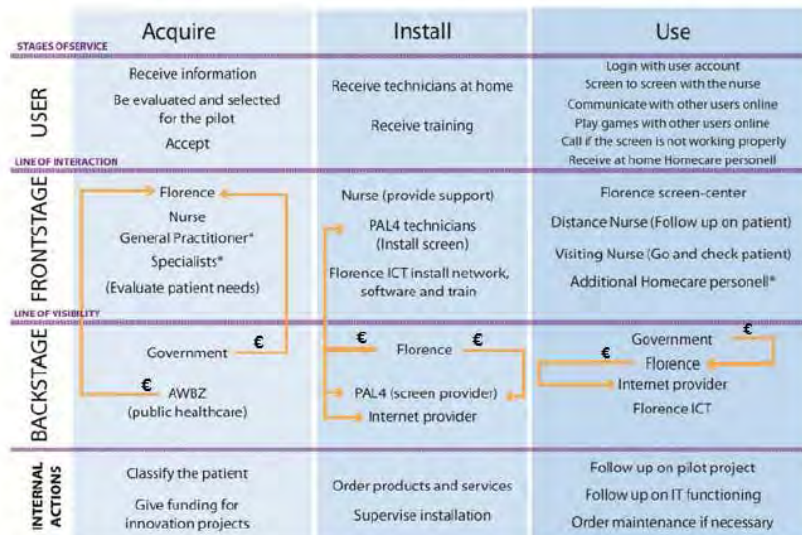 Acquire
Install
Use
STAGES OF SERVICE
USER
Receive information
Be evaluated and selected
for the pilot
Accept
Receive technicians at home
Receive training
Login with user account
Screen to screen with the nurse
Communicate with other users online
Play games with other users online
Call if the screen is not working properly
Receive at home Homecare personell
LINE OF INTERACTION
FRONTSTAGE
Florence
Nurse
General Practitioner*
Specialists*
(Evaluate patient needs)
Nurse (provide support)
PAL4 technicians
(Install screen)
Florence ICT install network,
software and train
Florence screen-center
Distance Nurse (Follow up on patient)
Visiting Nurse (Go and check patient)
Additional Homecare personell*
LINE OF VISIBILITY
BACKSTAGE
Government €
€ AWBZ
(public healthcare)
€ Florence €
PAL4 (screen provider)
Internet provider
Government €
€ Florence
Internet provider
Florence ICT
INTERNAL
ACTIONS
Classify the patient
Give funding for
innovation projects
Order products and services
Supervise installation
Follow up on pilot project
Follow up on IT functioning
Order maintenance if necessary